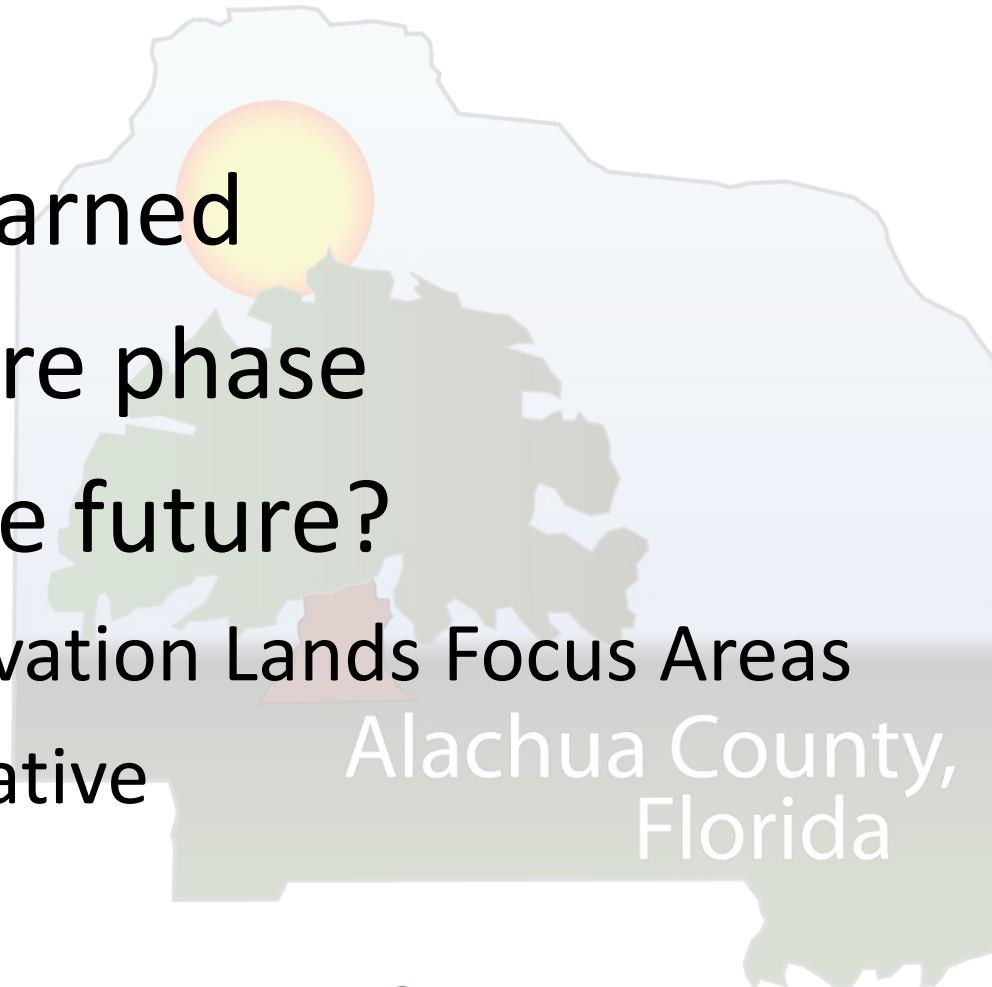 arned
re phase
e future?
vation Lands Focus Areas
ative
Alachua County,
Florida